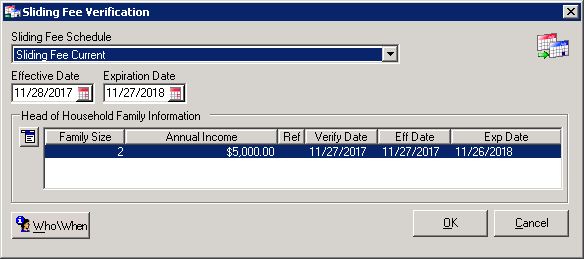 Sliding Fee Verification
Sliding Fee Schedule
Sliding Fee Current
Effective Date Expiration Date
11/28/2017 11/27/2018
Head of Household Family Information
Family Size Annual Income Ref Verify Date Eff Date Exp Date
2 $5,000.00 11/27/2017 11/27/2017 11/26/2018
Who\When OK Cancel